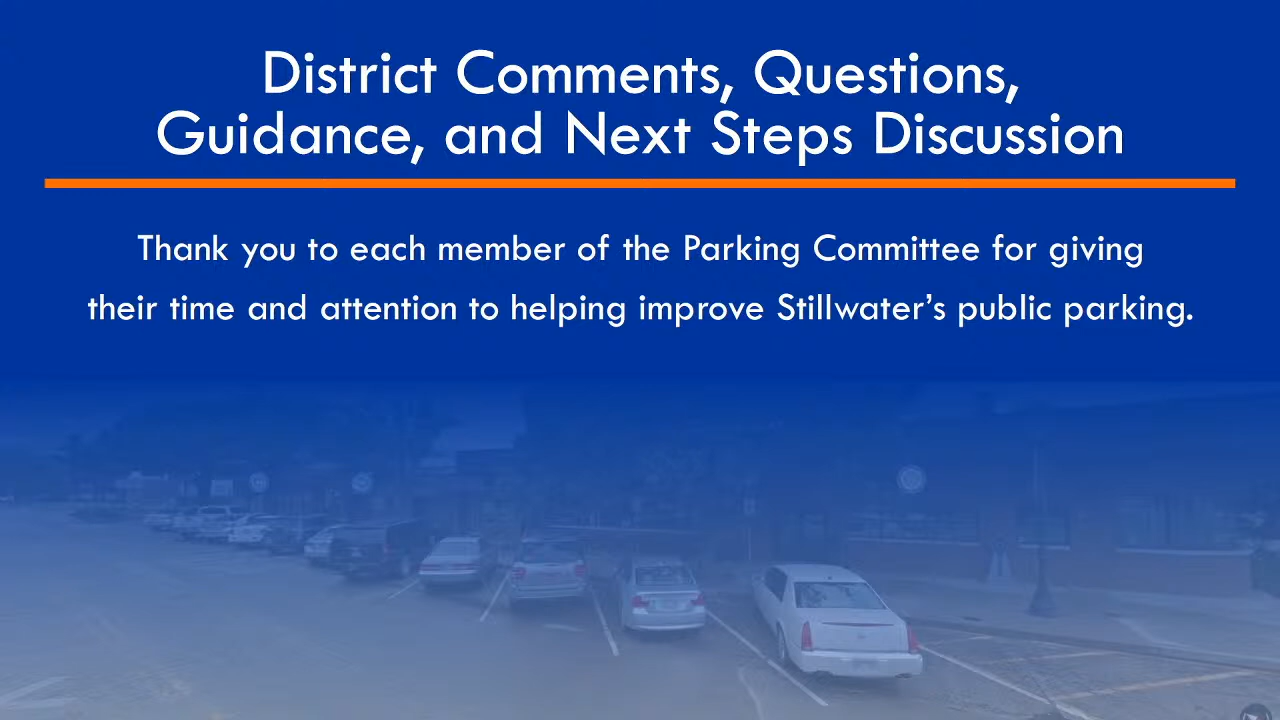 District Comments, Questions,
Guidance, and Next Steps Discussion
Thank you to each member of the Parking Committee for giving
their time and attention to helping improve Stillwater’s public parking.